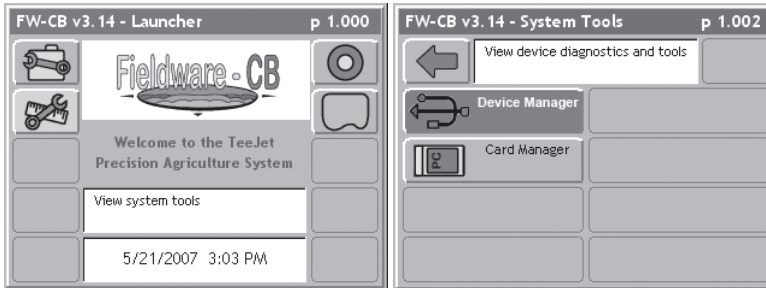 FW-CB v3.14 - Launcher p 1.000
Fieldware - CB
Welcome to the TeeJet
Precision Agriculture System
View system tools
5/21/2007 3:03 PM
FW-CB v3.14 - System Tools p 1.002
View device diagnostics and tools
Device Manager
PC
Card Manager